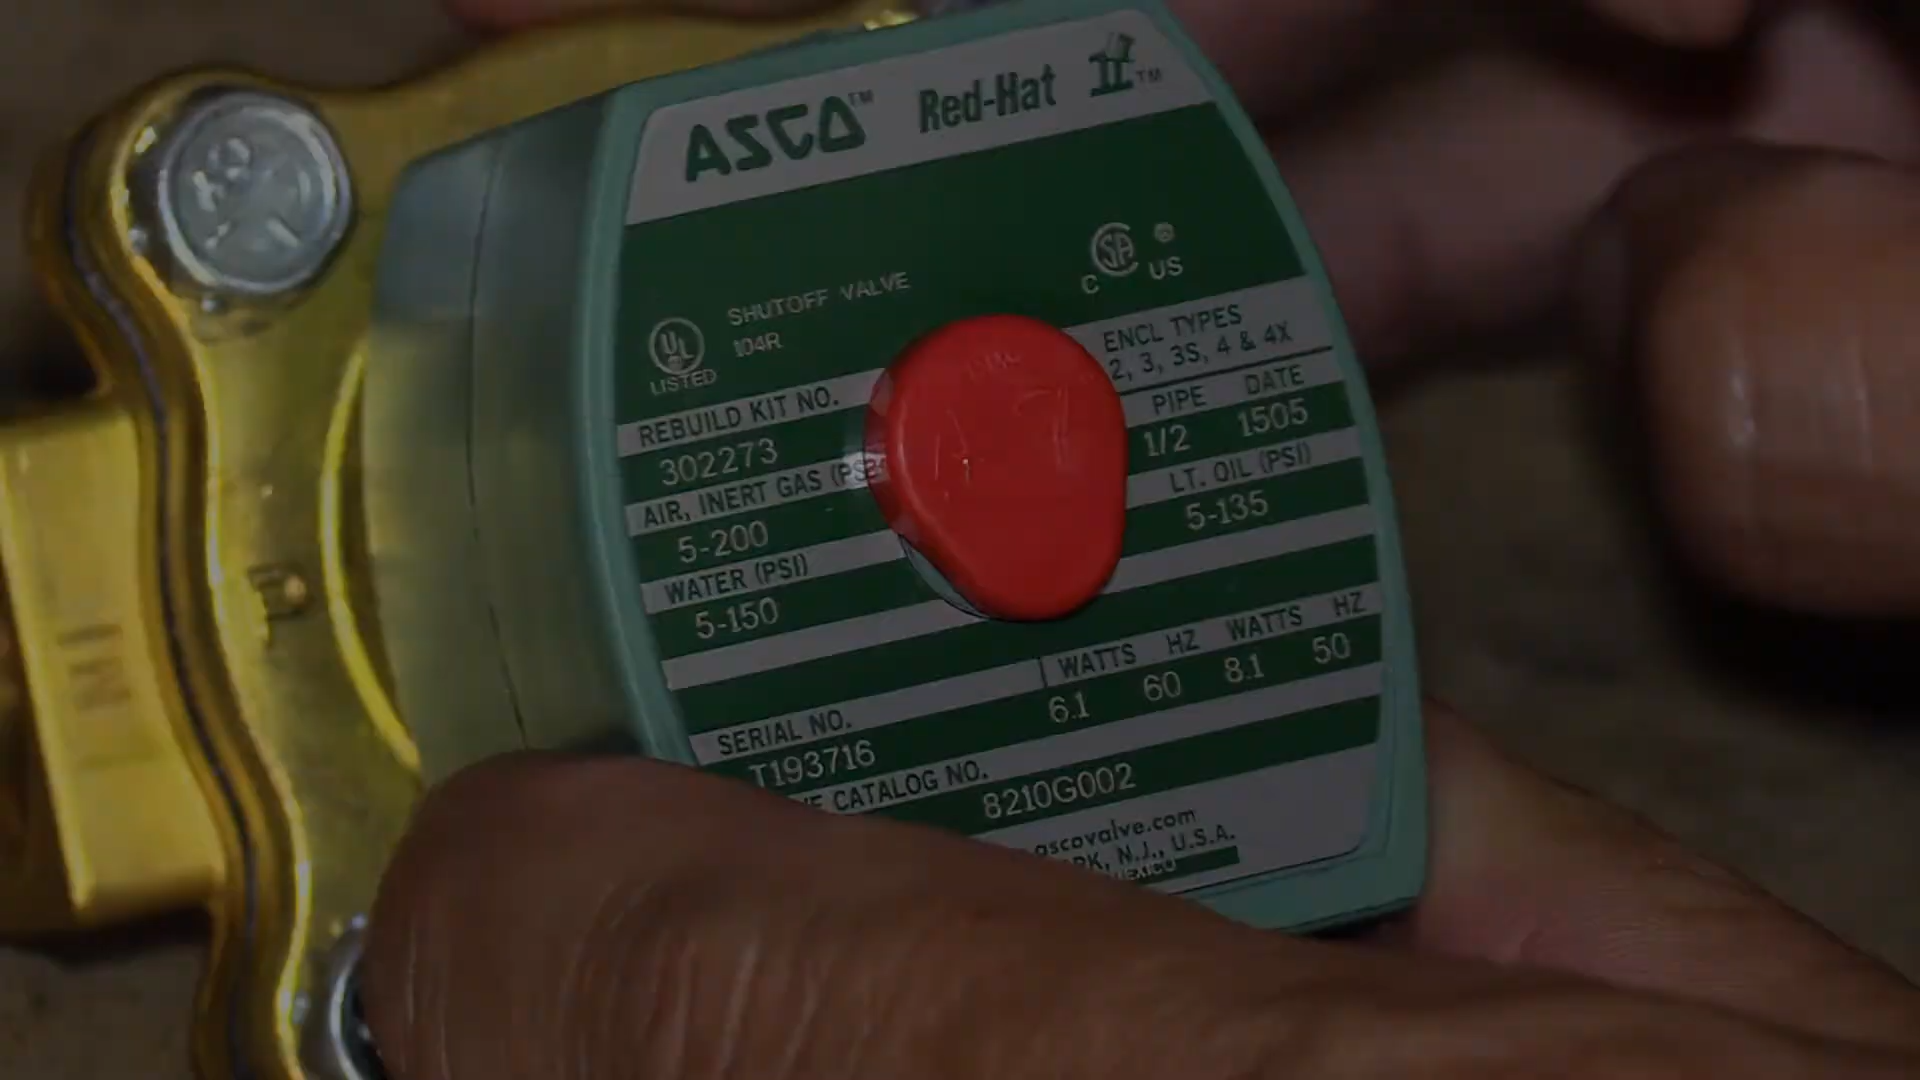 ASCO™ Red-Hat II™
C SA ® US
UL ® LISTED
SHUTOFF VALVE
104R
ENCL TYPES
2, 3, 3S, 4 & 4X
REBUILD KIT NO.
302273
PIPE DATE
1/2 1505
AIR, INERT GAS (PS
5-200
LT. OIL (PSI)
5-135
WATER (PSI)
5-150
WATTS HZ WATTS HZ
6.1 60 8.1 50
SERIAL NO.
T193716
CATALOG NO.
8210G002
ascovalve.com
N.J., U.S.A.